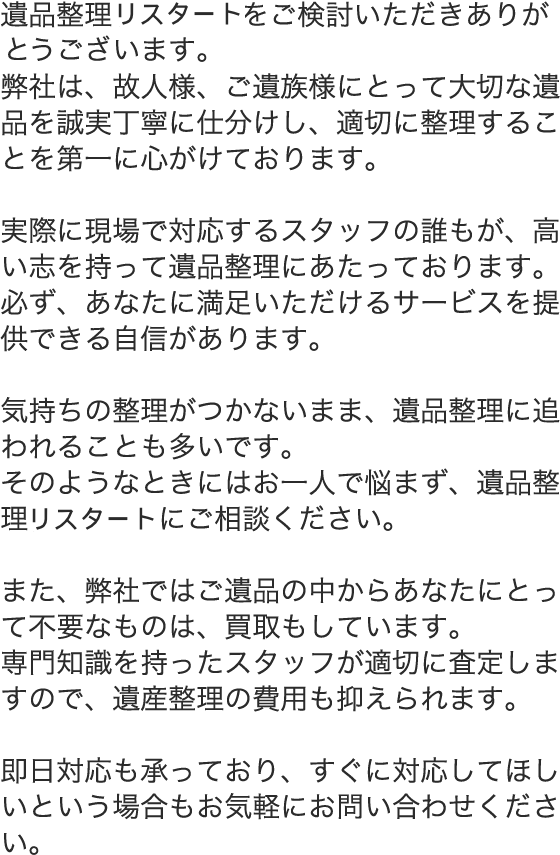 遺品整理リスタートをご検討いただきありが
とうございます。
弊社は、故人様、ご遺族様にとって大切な遺
品を誠実丁寧に仕分けし、適切に整理するこ
とを第一に心がけております。
実際に現場で対応するスタッフの誰もが、高
い志を持って遺品整理にあたっております。
必ず、あなたに満足いただけるサービスを提
供できる自信があります。
気持ちの整理がつかないまま、遺品整理に追
われることも多いです。
そのようなときにはお一人で悩まず、遺品整
理リスタートにご相談ください。
また、弊社ではご遺品の中からあなたにとっ
て不要なものは、買取もしています。
専門知識を持ったスタッフが適切に査定しま
すので、遺産整理の費用も抑えられます。
即日対応も承っており、すぐに対応してほし
いという場合もお気軽にお問い合わせくださ
い。